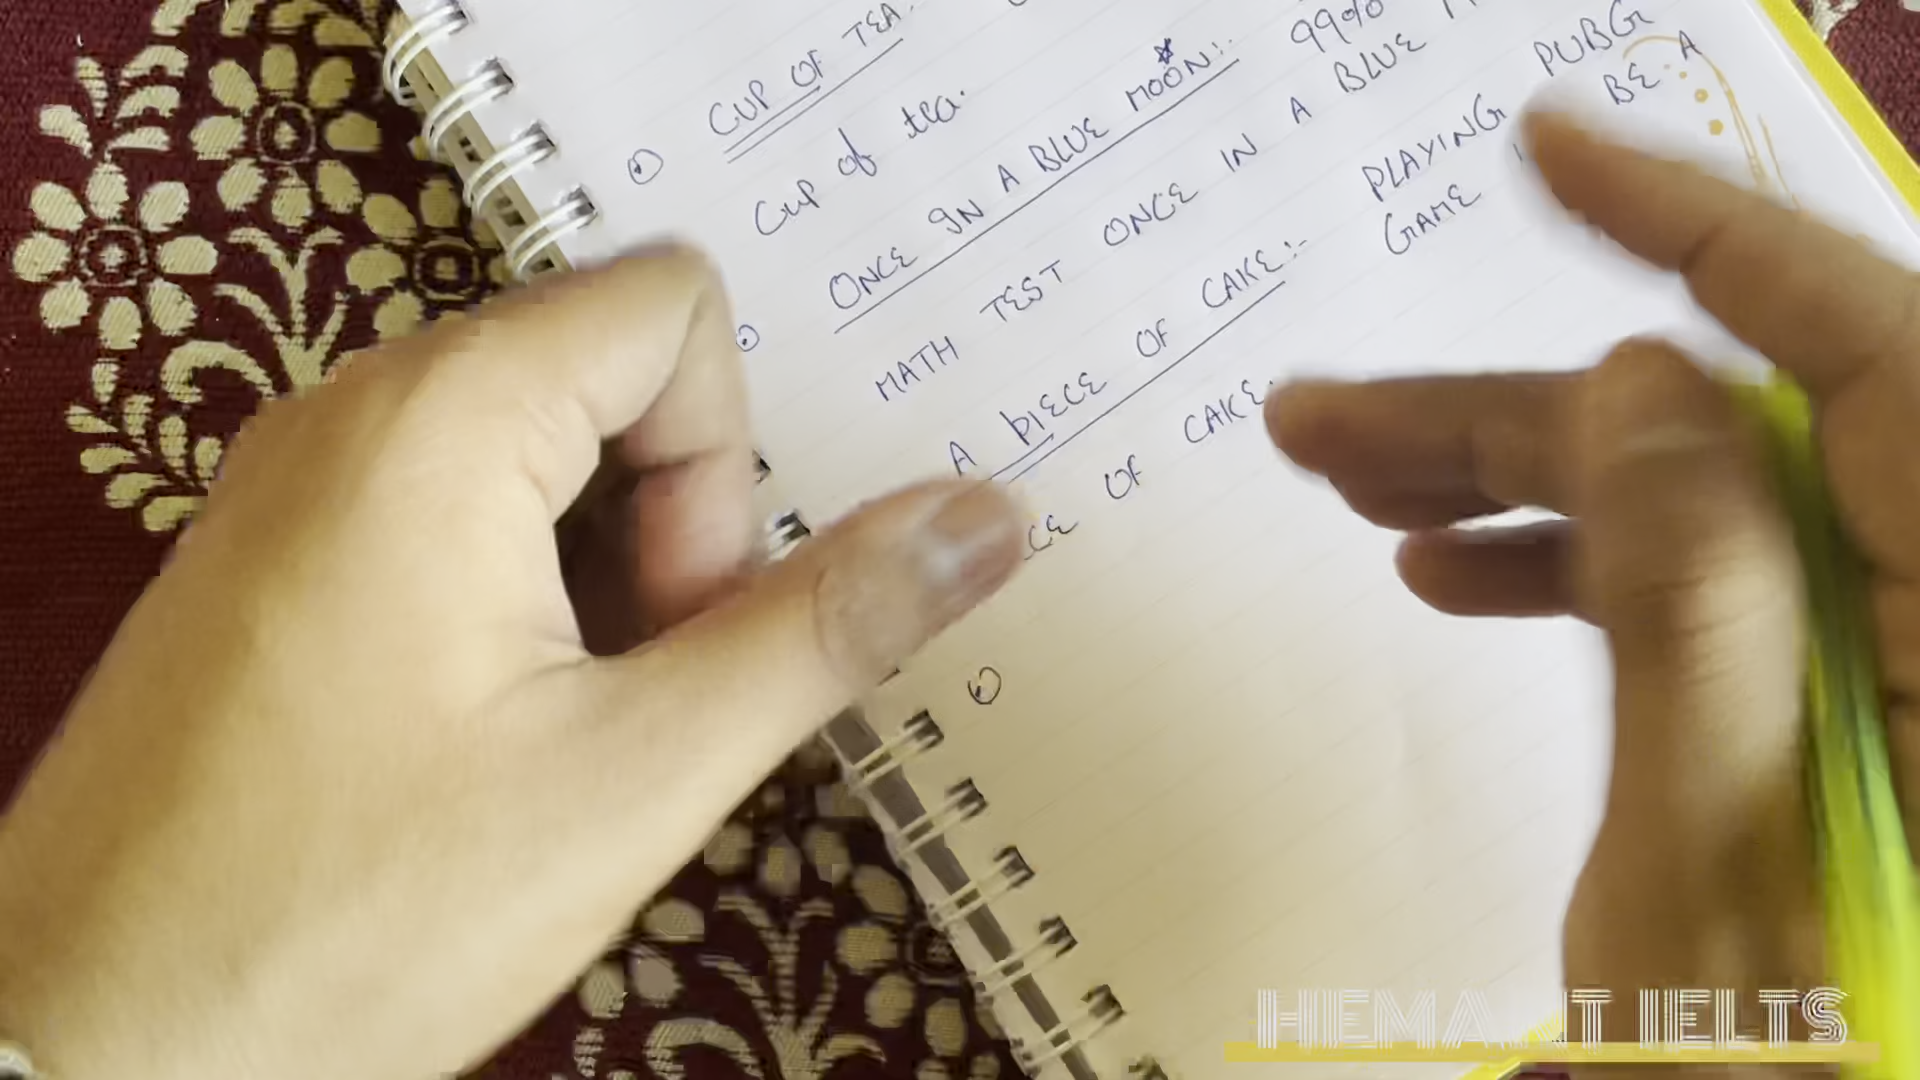 CUP OF TEA.
Cup of tea.
ONCE IN A BLUE MOON:- 99%
MATH TEST ONCE IN A BLUE
A PIECE OF CAKE:- PLAYING PUBG
GAME BE A
OF CAKE.
HEMANT IELTS